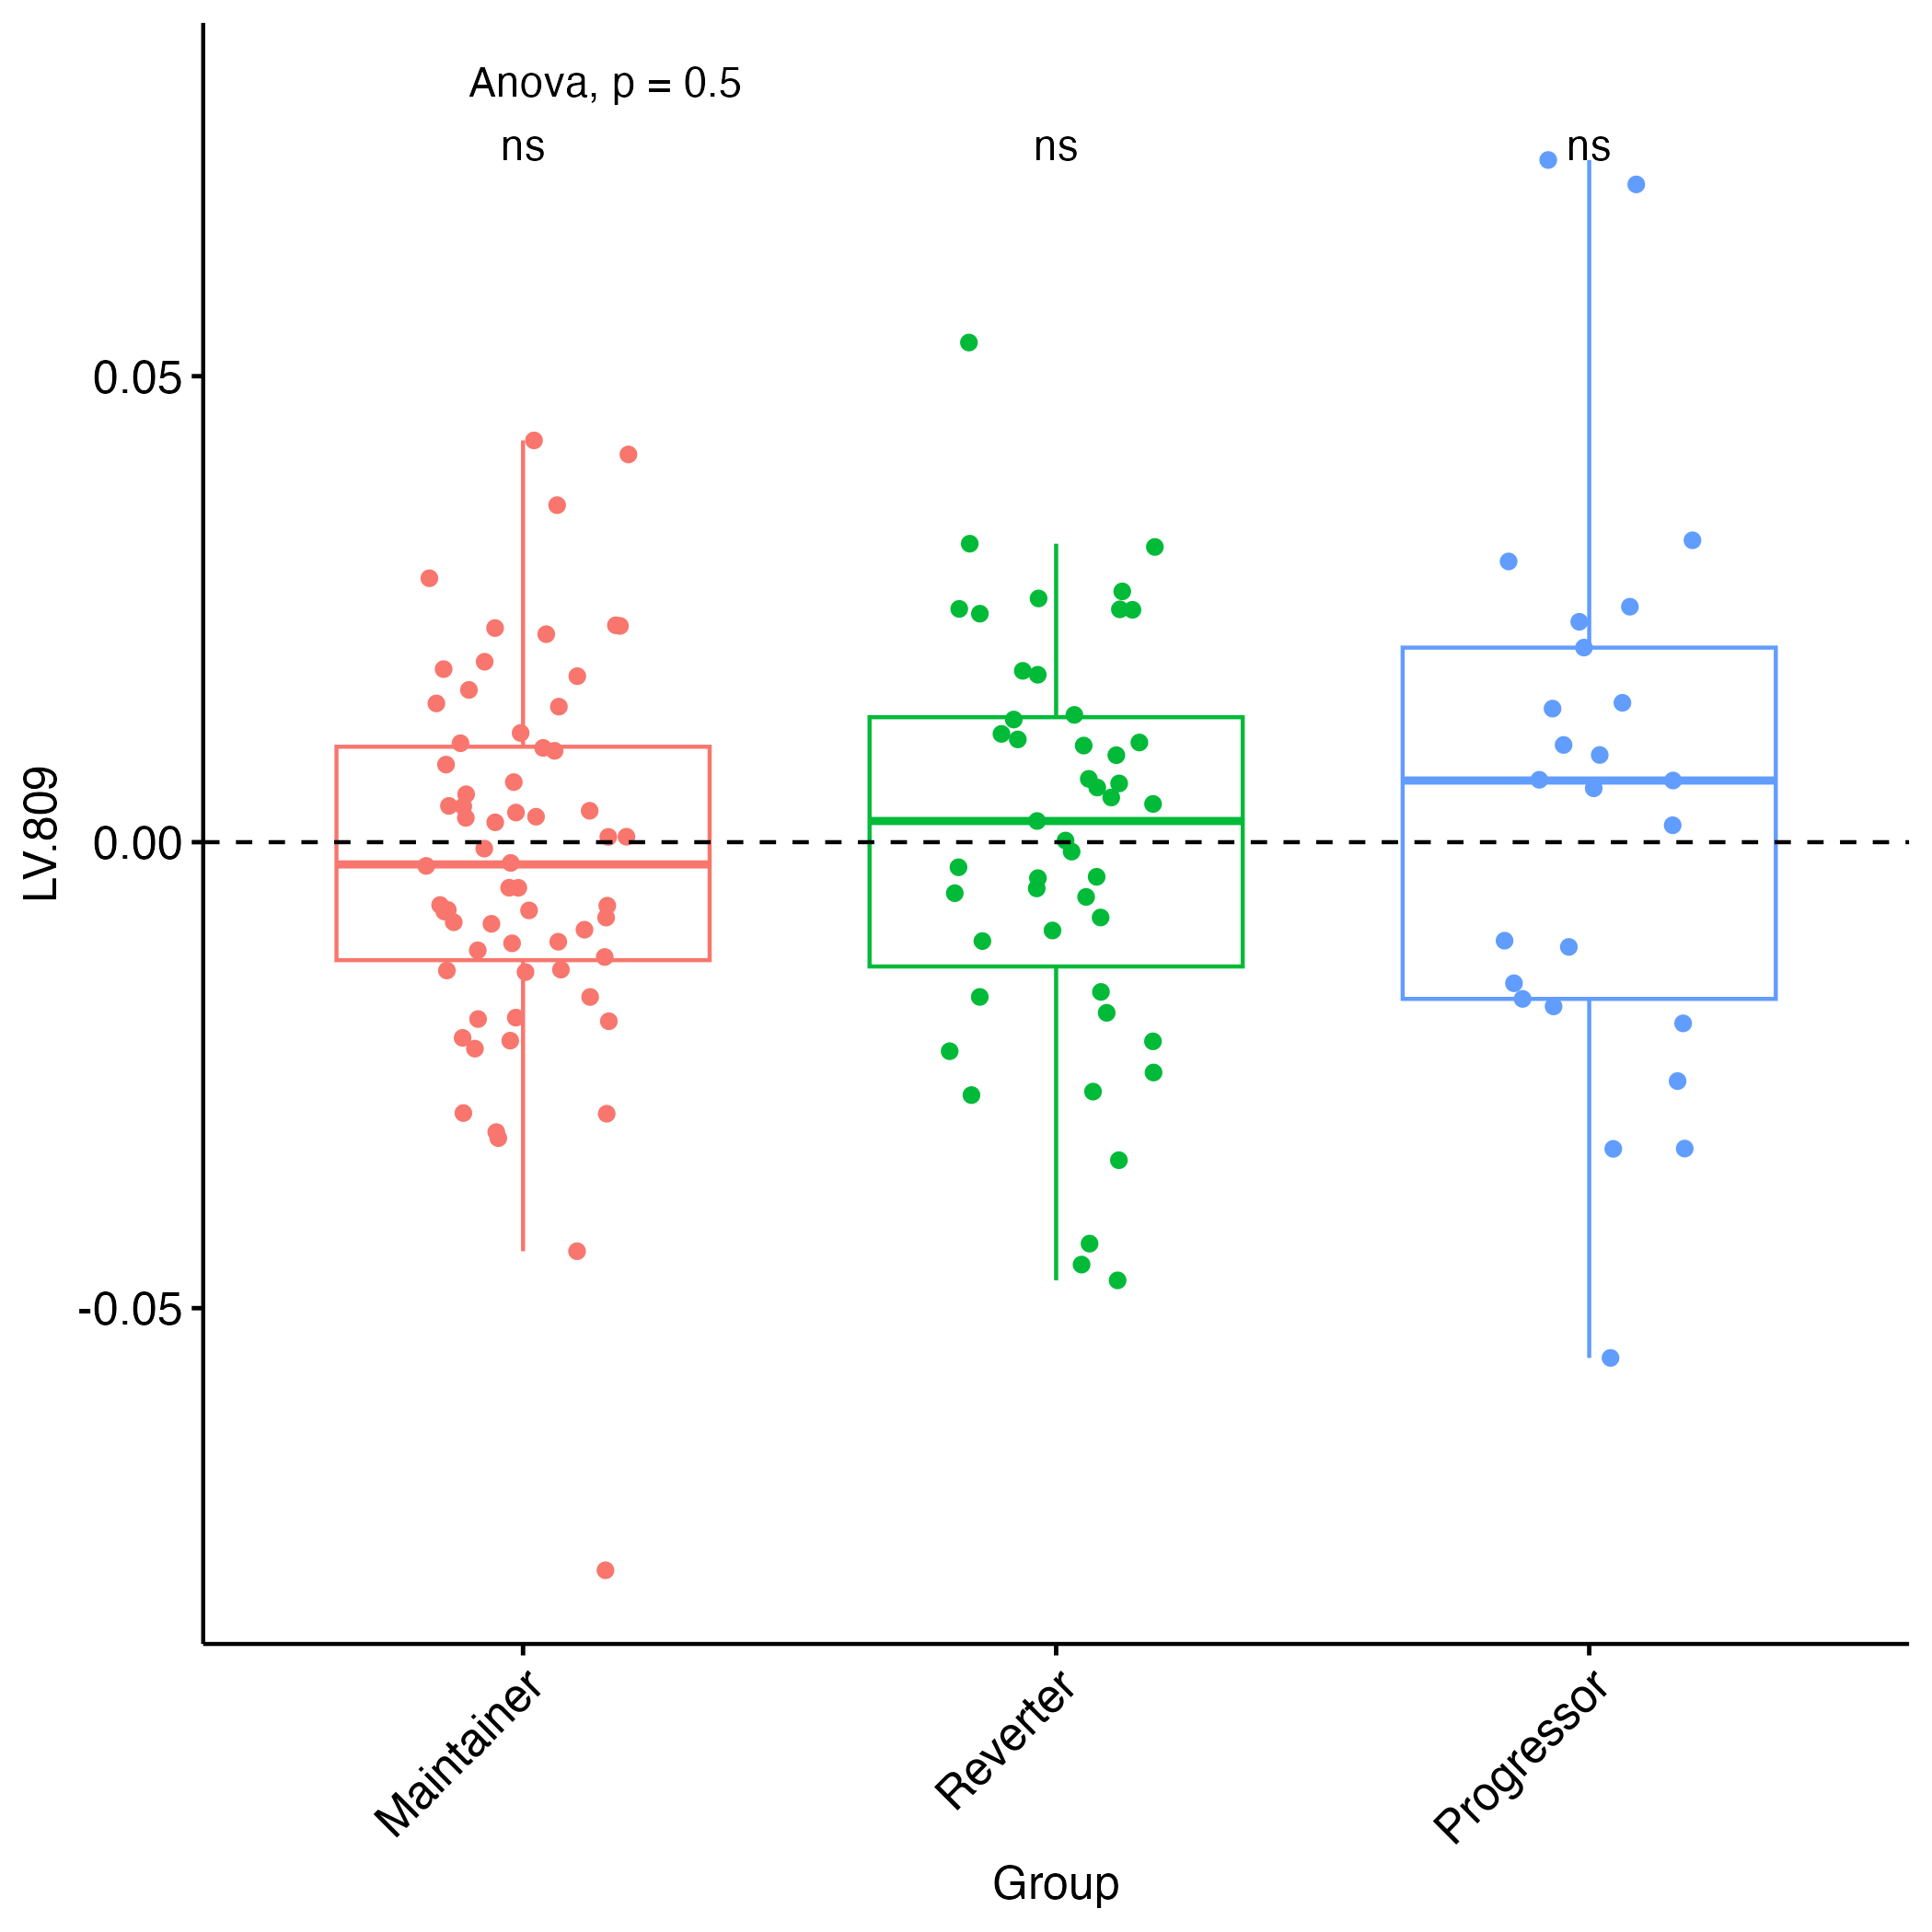 Anova, p = 0.5
ns
ns
ns
0.05
0.00
-0.05
LV.809
Maintainer
Reverter
Progressor
Group